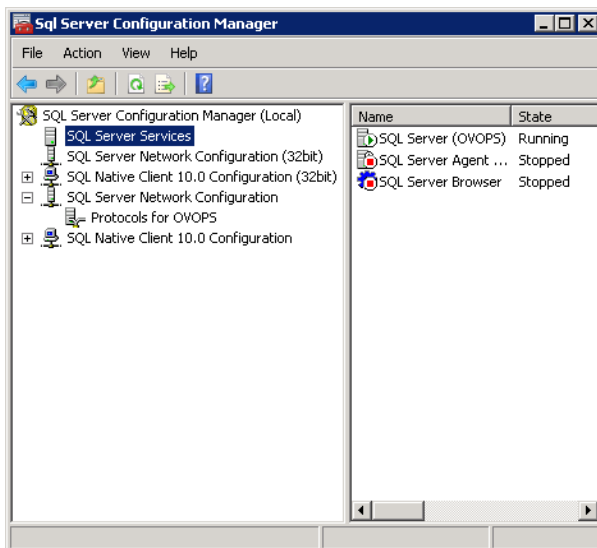 Sql Server Configuration Manager
File Action View Help
SQL Server Configuration Manager (Local)
SQL Server Services
SQL Server Network Configuration (32bit)
SQL Native Client 10.0 Configuration (32bit)
SQL Server Network Configuration
Protocols for OVOPS
SQL Native Client 10.0 Configuration
Name State
SQL Server (OVOPS) Running
SQL Server Agent ... Stopped
SQL Server Browser Stopped